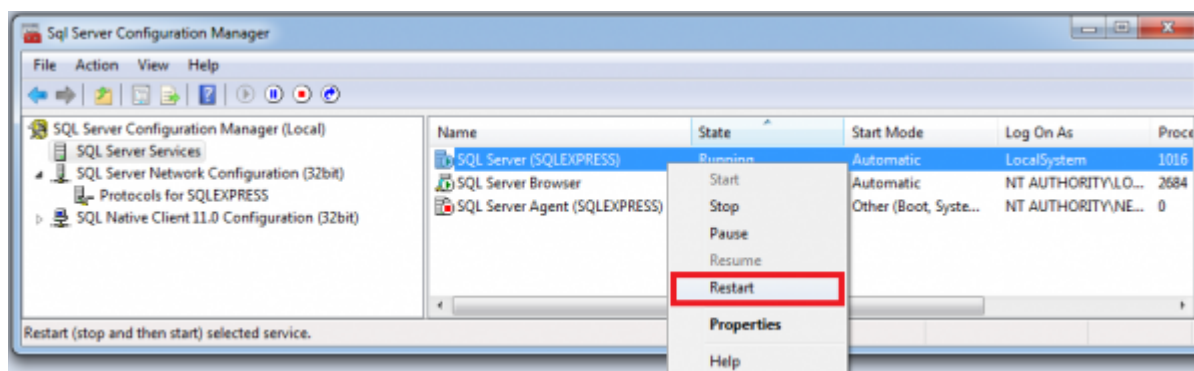 Sql Server Configuration Manager
File Action View Help
SQL Server Configuration Manager (Local)
SQL Server Services
SQL Server Network Configuration (32bit)
Protocols for SQLEXPRESS
SQL Native Client 11.0 Configuration (32bit)
Name State Start Mode Log On As Proce
SQL Server (SQLEXPRESS) Running Automatic LocalSystem 1016
SQL Server Browser Automatic NT AUTHORITY\LO... 2684
SQL Server Agent (SQLEXPRESS) Other (Boot, Syste... NT AUTHORITY\NE... 0
Start
Stop
Pause
Resume
Restart
Properties
Help
Restart (stop and then start) selected service.